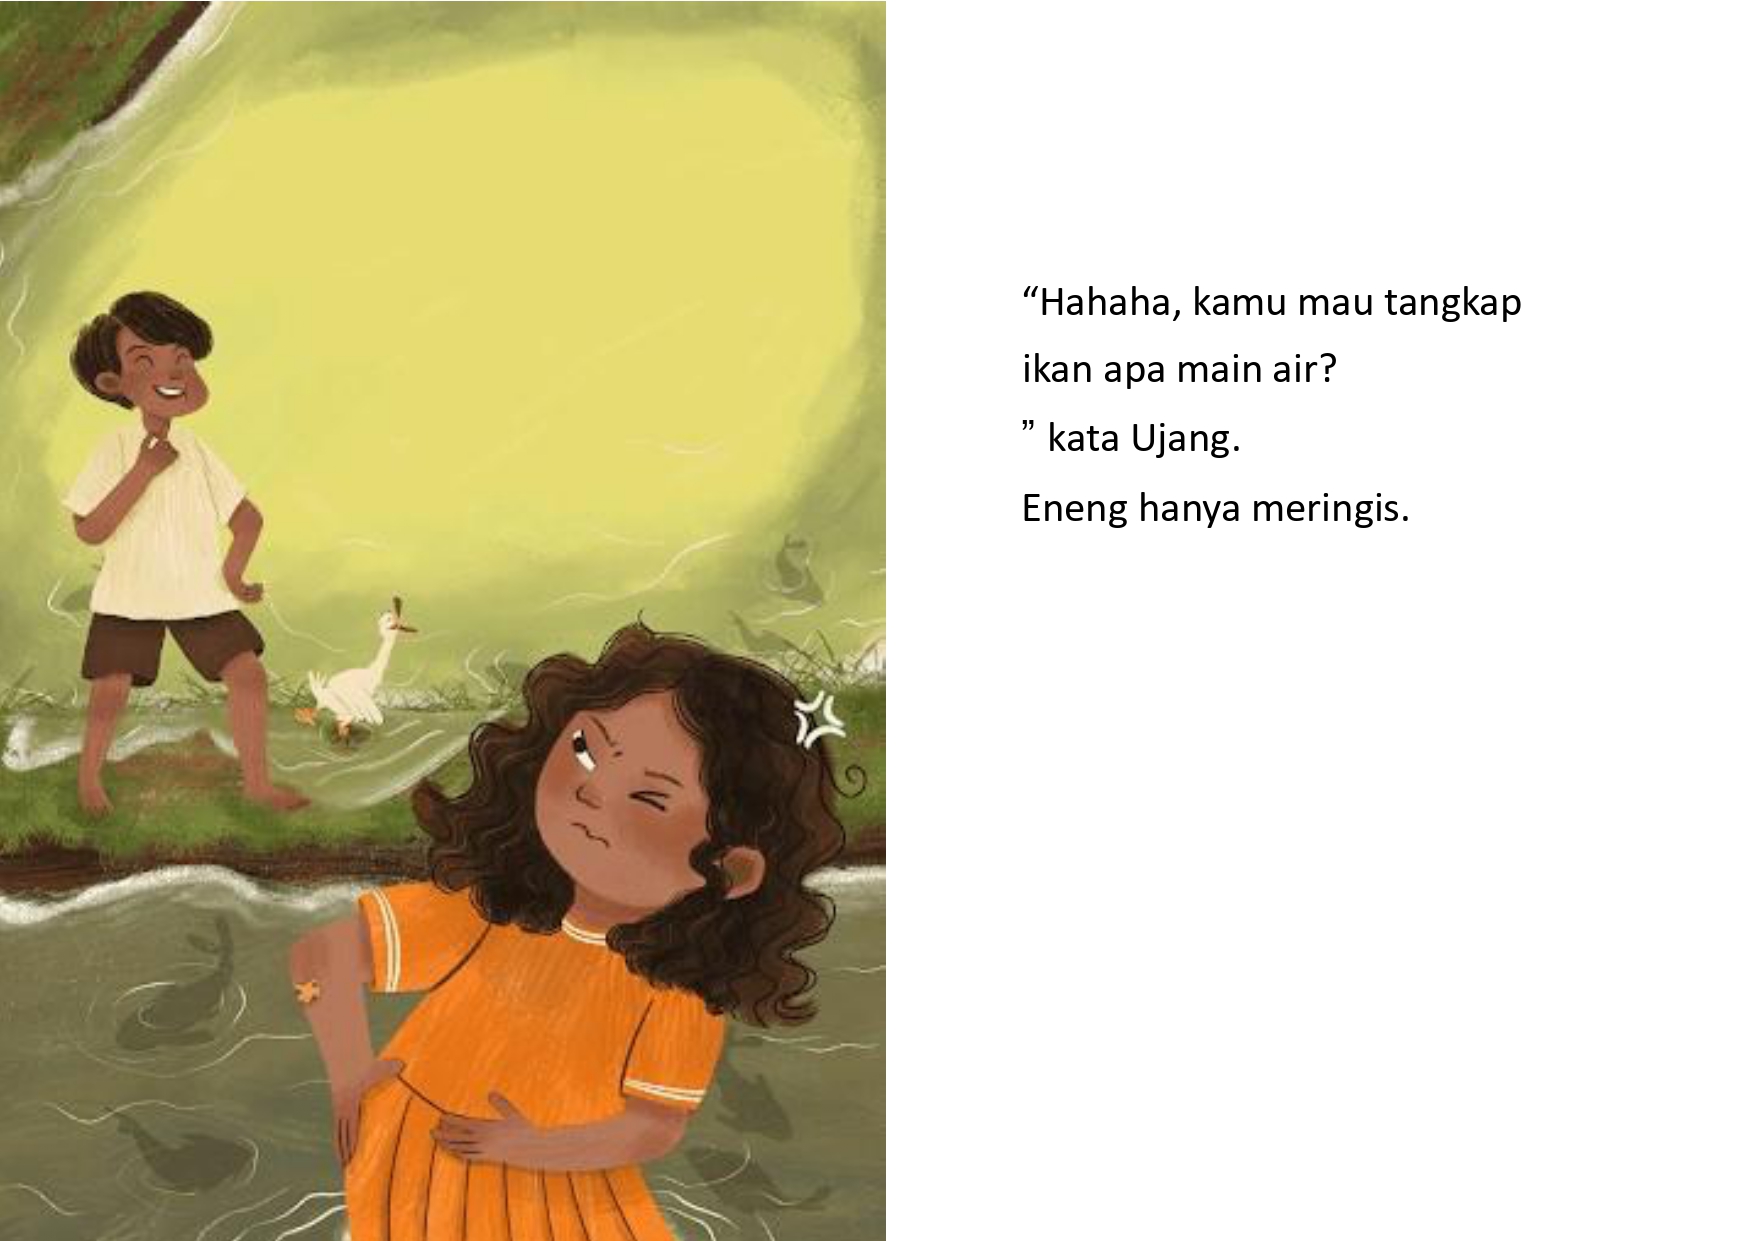 “Hahaha, kamu mau tangkap
ikan apa main air?
” kata Ujang.
Eneng hanya meringis.